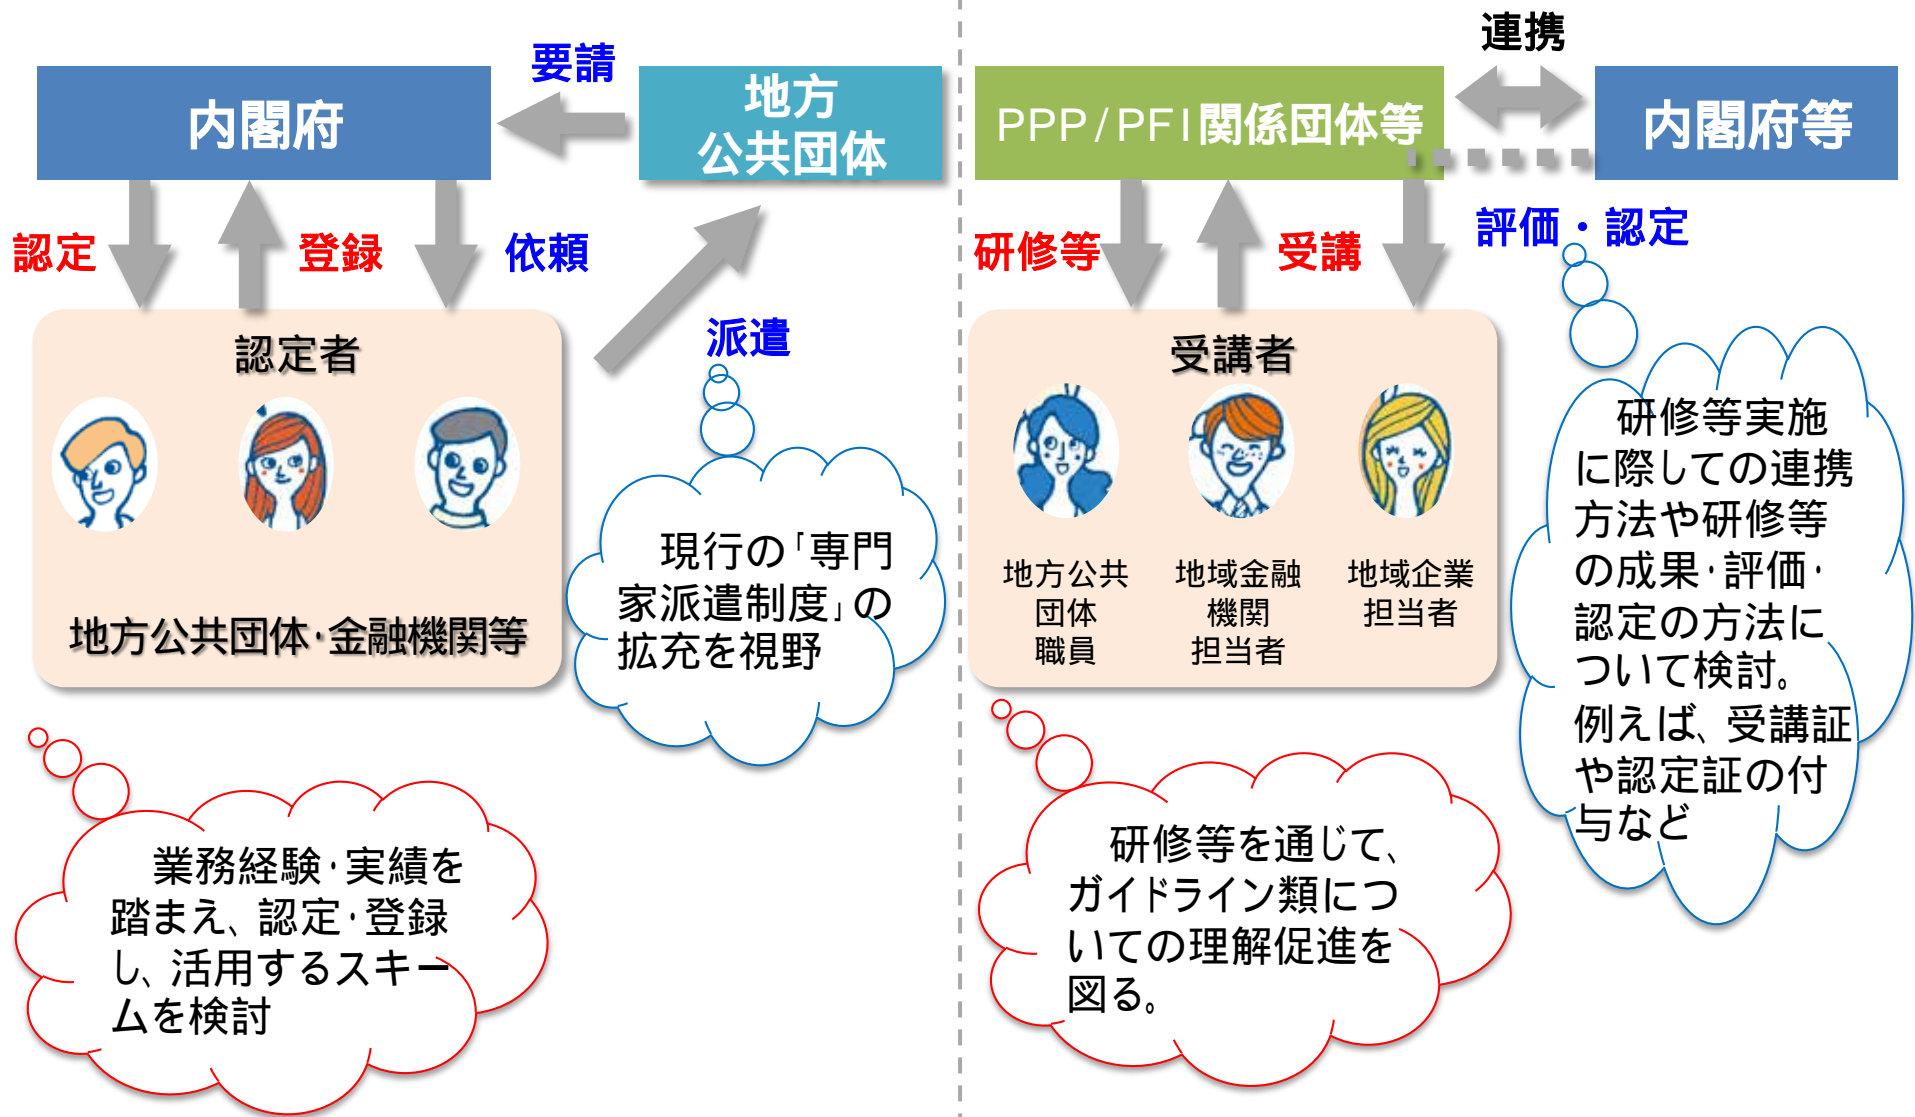 要請
内閣府
地方
公共団体
認定
登録
依頼
派遣
認定者
地方公共団体・金融機関等
現行の「専門
家派遣制度」の
拡充を視野
業務経験・実績を
踏まえ、認定・登録
し、活用するスキー
ムを検討
連携
PPP/PFI関係団体等
内閣府等
研修等
受講
評価・認定
受講者
地方公共
団体
職員
地域金融
機関
担当者
地域企業
担当者
研修等実施
に際しての連携
方法や研修等
の成果・評価・
認定の方法に
ついて検討。
例えば、受講証
や認定証の付
与など
研修等を通じて、
ガイドライン類につ
いての理解促進を
図る。